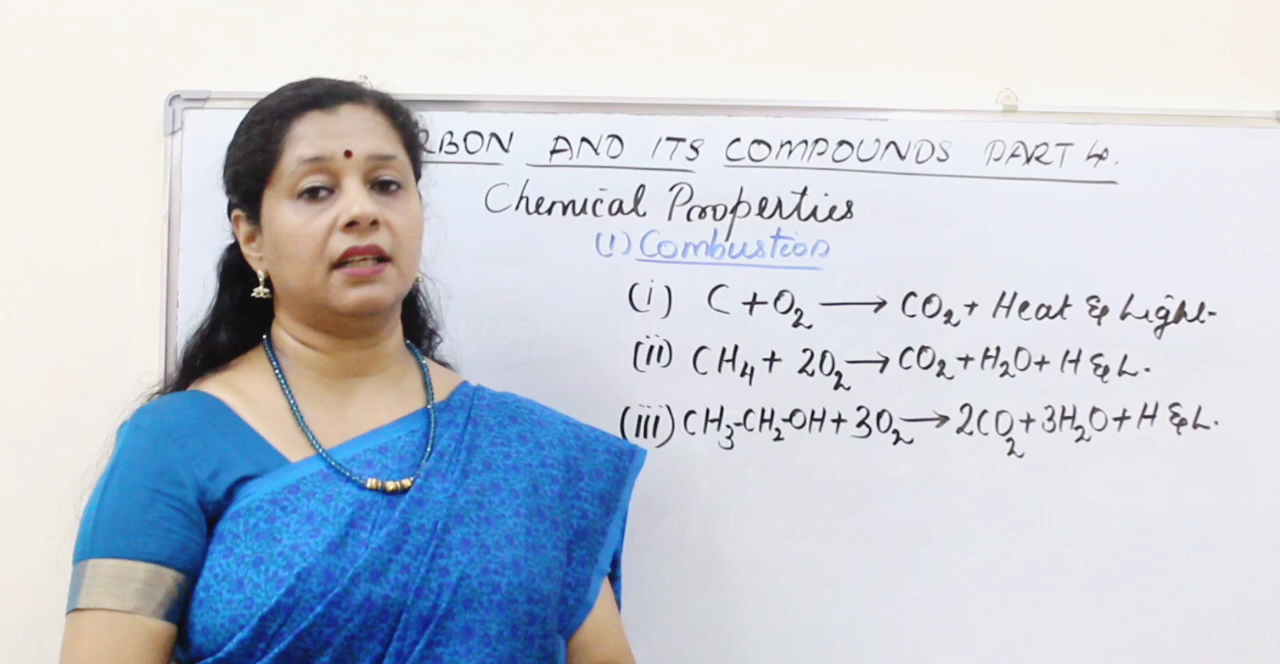 RBON AND ITS COMPOUNDS PART 4.
Chemical Properties
(1) Combustion
(i) C + O₂ ⟶ CO₂ + Heat & Light-
(ii) CH₄ + 2O₂ ⟶ CO₂ + H₂O + H & L.
(iii) CH₃-CH₂-OH + 3O₂ ⟶ 2CO₂ + 3H₂O + H & L.